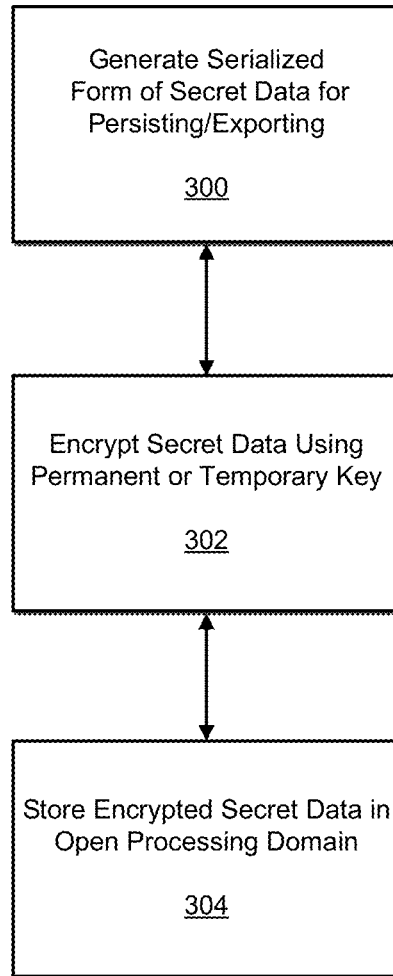 Generate Serialized
Form of Secret Data for
Persisting/Exporting
300
Encrypt Secret Data Using
Permanent or Temporary Key
302
Store Encrypted Secret Data in
Open Processing Domain
304